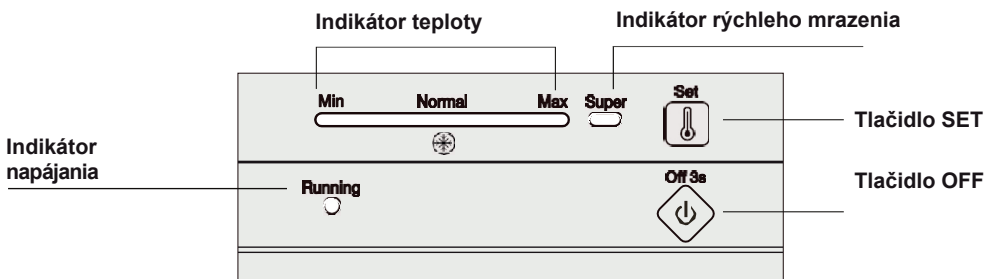 Indikátor teploty
Indikátor rýchleho mrazenia
Min Normal Max Super Set
Tlačidlo SET
Indikátor
napájania
Running
Off 3s
Tlačidlo OFF